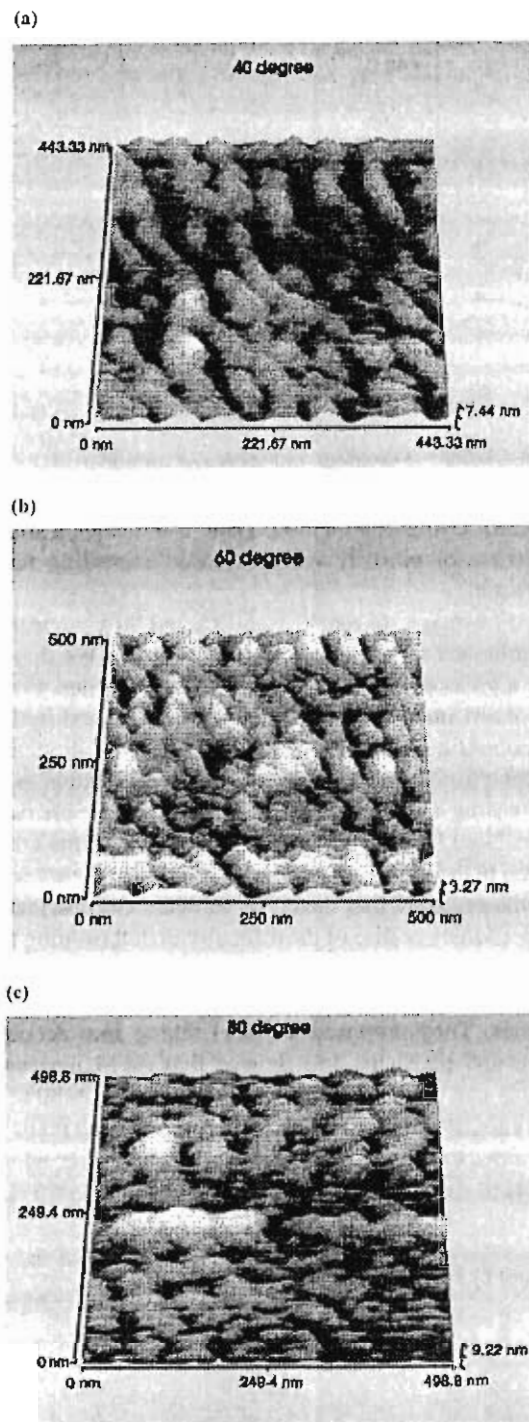 (a)
40 degree
443.33 nm
221.67 nm
0 nm
7.44 nm
0 nm 221.67 nm 443.33 nm
(b)
60 degree
500 nm
250 nm
0 nm
3.27 nm
0 nm 250 nm 500 nm
(c)
80 degree
498.8 nm
249.4 nm
0 nm
9.22 nm
0 nm 249.4 nm 498.8 nm